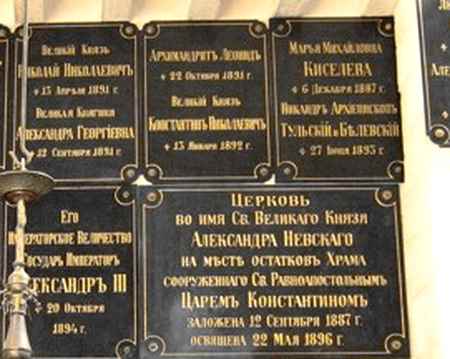 Великій Князь
Николай Николаевичъ
† 13 Апрѣля 1891 г.
Великая Княгиня
Александра Георгіевна
† 12 Сентября 1891 г.
Архимандритъ Леонидъ
† 22 Октября 1891 г.
Великій Князь
Константинъ Николаевичъ
† 13 Января 1892 г.
Марья Михайловна
Киселева
† 6 Декабря 1887 г.
Никандръ Архіепископъ
Тульскій и Бѣлевскій
† 27 Іюня 1893 г.
Его
Императорское Величество
Государь Императоръ
Александръ III
† 20 Октября
1894 г.
Церковь
во имя Св. Великаго Князя
Александра Невскаго
на мѣстѣ остатковъ Храма
сооруженнаго Св. Равноапостольнымъ
Царемъ Константиномъ
заложена 12 Сентября 1887 г.
освящена 22 Мая 1896 г.